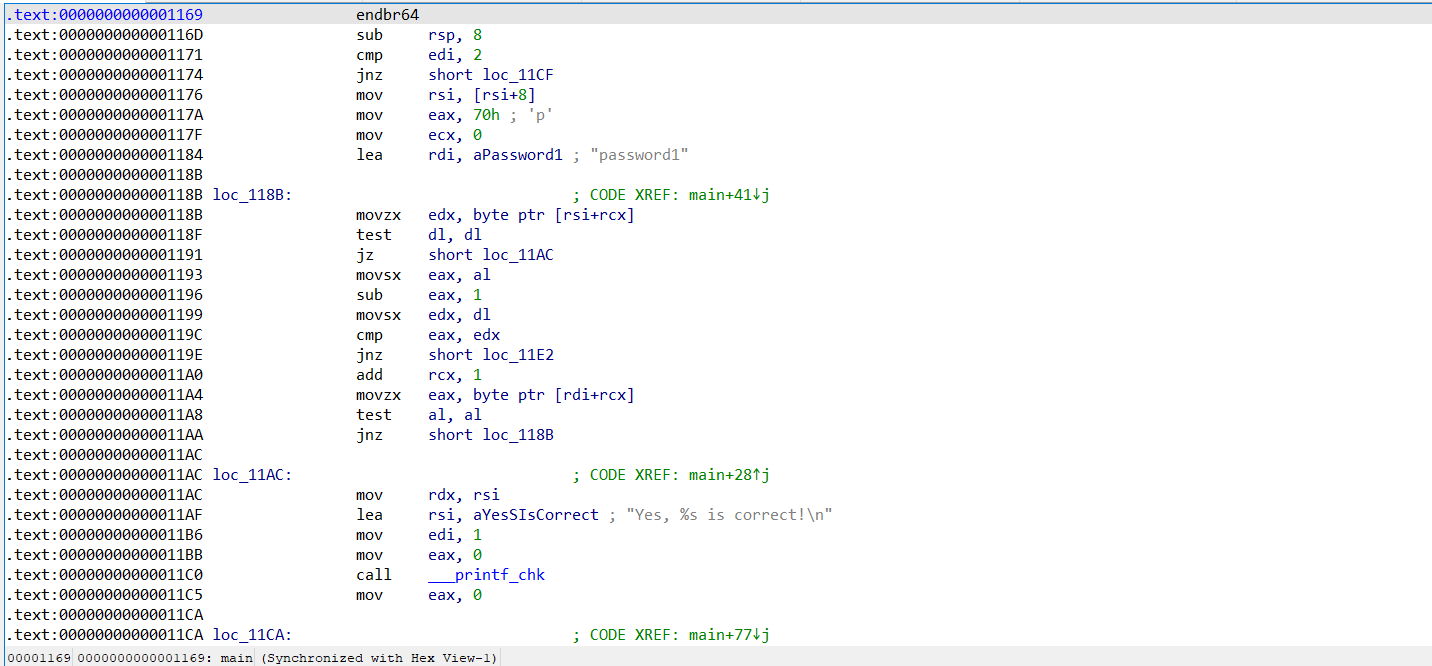 .text:0000000000001169 endbr64
.text:000000000000116D sub rsp, 8
.text:0000000000001171 cmp edi, 2
.text:0000000000001174 jnz short loc_11CF
.text:0000000000001176 mov rsi, [rsi+8]
.text:000000000000117A mov eax, 70h ; 'p'
.text:000000000000117F mov ecx, 0
.text:0000000000001184 lea rdi, aPassword1 ; "password1"
.text:000000000000118B
.text:000000000000118B loc_118B: ; CODE XREF: main+41↓j
.text:000000000000118B movzx edx, byte ptr [rsi+rcx]
.text:000000000000118F test dl, dl
.text:0000000000001191 jz short loc_11AC
.text:0000000000001193 movsx eax, al
.text:0000000000001196 sub eax, 1
.text:0000000000001199 movsx edx, dl
.text:000000000000119C cmp eax, edx
.text:000000000000119E jnz short loc_11E2
.text:00000000000011A0 add rcx, 1
.text:00000000000011A4 movzx eax, byte ptr [rdi+rcx]
.text:00000000000011A8 test al, al
.text:00000000000011AA jnz short loc_118B
.text:00000000000011AC
.text:00000000000011AC loc_11AC: ; CODE XREF: main+28↑j
.text:00000000000011AC mov rdx, rsi
.text:00000000000011AF lea rsi, aYesSIsCorrect ; "Yes, %s is correct!\n"
.text:00000000000011B6 mov edi, 1
.text:00000000000011BB mov eax, 0
.text:00000000000011C0 call ___printf_chk
.text:00000000000011C5 mov eax, 0
.text:00000000000011CA
.text:00000000000011CA loc_11CA: ; CODE XREF: main+77↓j
00001169 0000000000001169: main (Synchronized with Hex View-1)